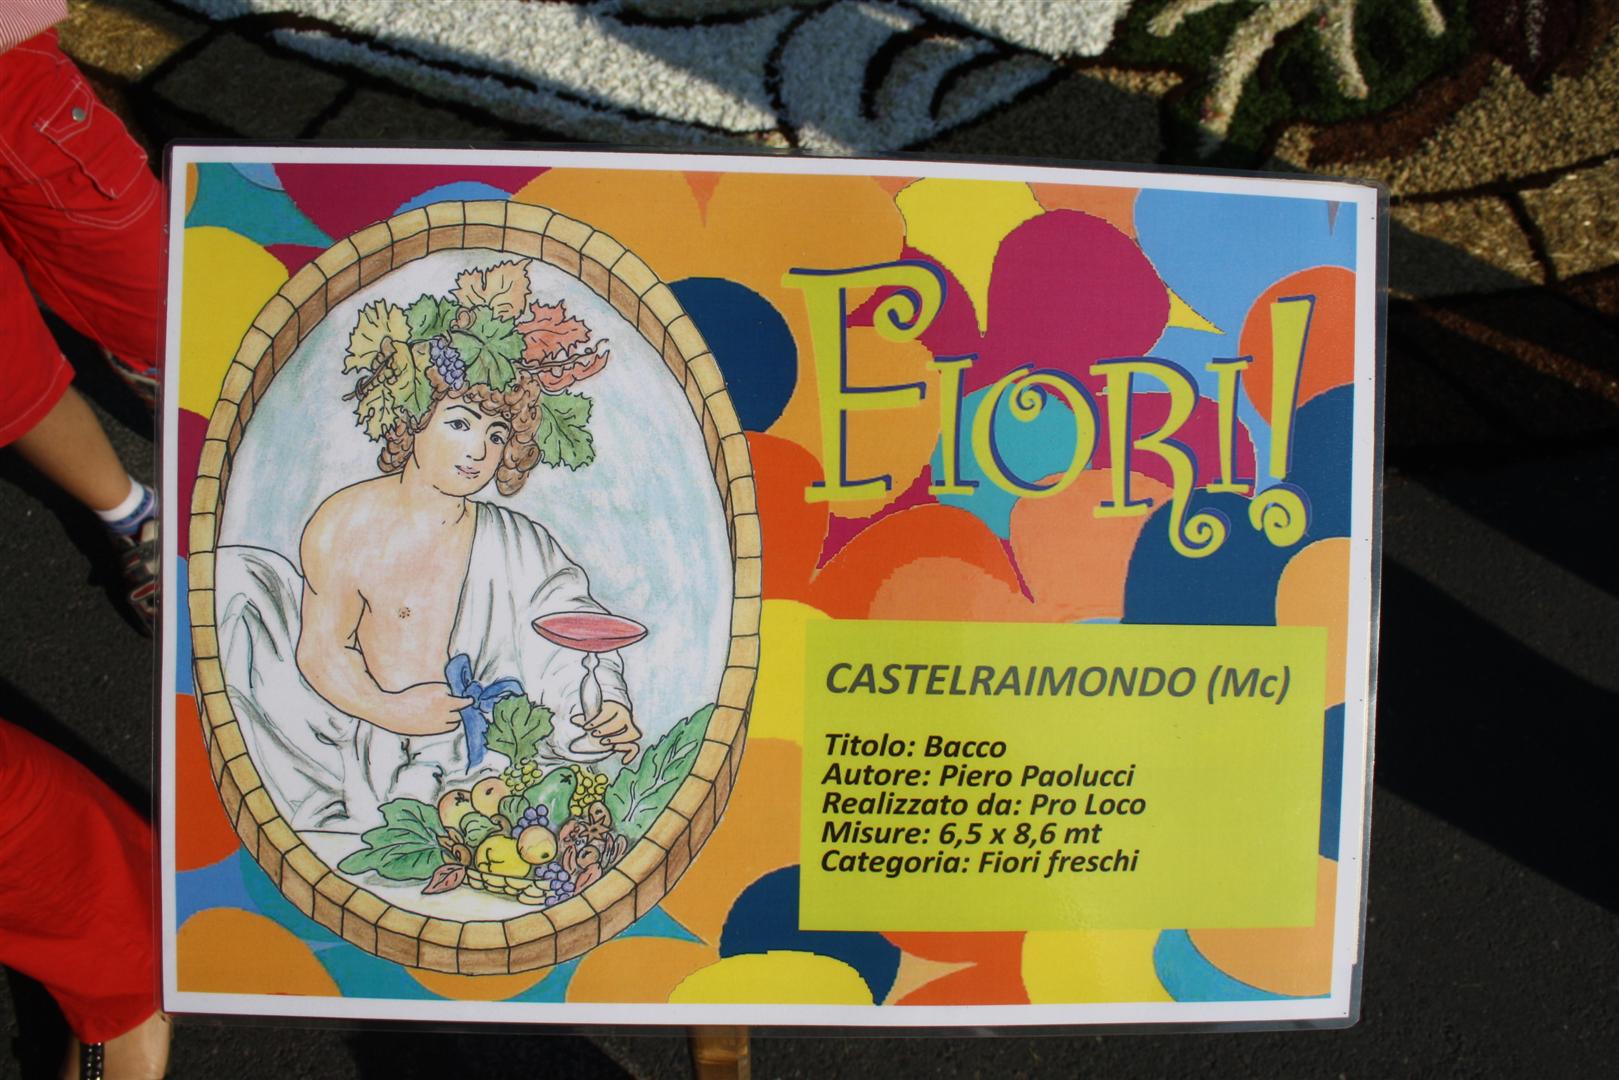 FIORI!
CASTELRAIMONDO (Mc)
Titolo: Bacco
Autore: Piero Paolucci
Realizzato da: Pro Loco
Misure: 6,5 x 8,6 mt
Categoria: Fiori freschi